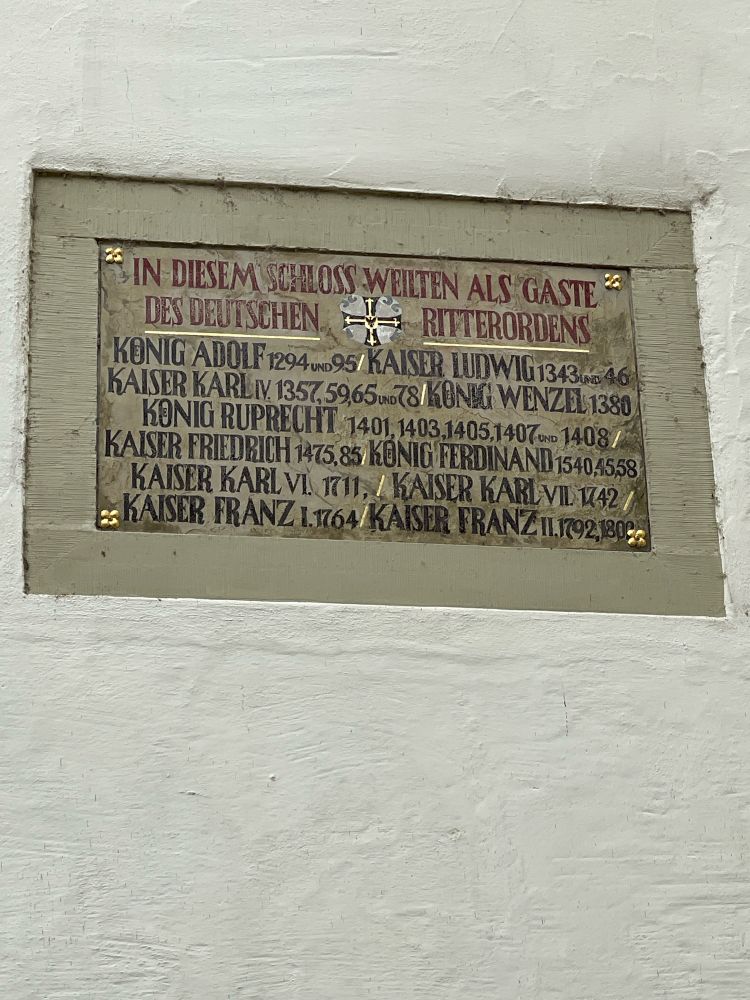 IN DIESEM SCHLOSS WEILTEN ALS GÄSTE
DES DEUTSCHEN RITTERORDENS
KÖNIG ADOLF 1294 UND 95/KAISER LUDWIG 1343 UND 46
KAISER KARL IV. 1357, 59, 65 UND 78/KÖNIG WENZEL 1380
KÖNIG RUPRECHT 1401, 1403, 1405, 1407 UND 1408/
KAISER FRIEDRICH 1475, 85/KÖNIG FERDINAND 1540.45.58
KAISER KARL VI. 1711, / KAISER KARL VII. 1742 /
KAISER FRANZ I. 1764/KAISER FRANZ II. 1792, 1809